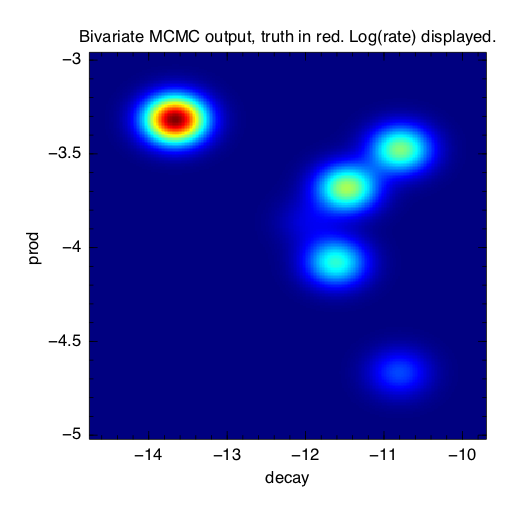 Bivariate MCMC output, truth in red. Log(rate) displayed.
−3
−3.5
−4
−4.5
−5
prod
−14 −13 −12 −11 −10
decay